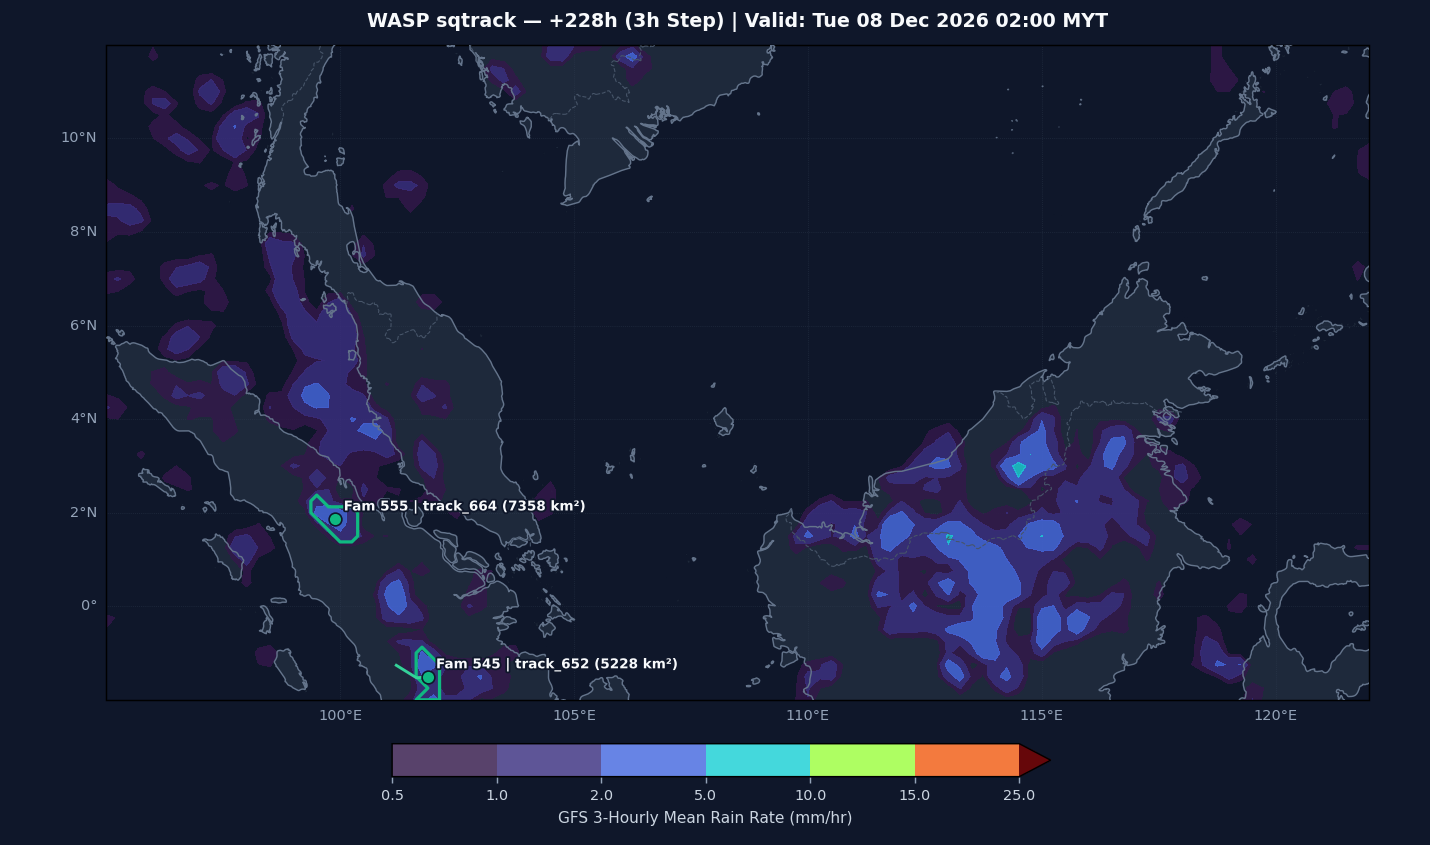 WASP sqtrack — +228h (3h Step) | Valid: Tue 08 Dec 2026 02:00 MYT
10°N
8°N
6°N
4°N
2°N
0°
Fam 555 | track_664 (7358 km²)
Fam 545 | track_652 (5228 km²)
100°E 105°E 110°E 115°E 120°E
0.5 1.0 2.0 5.0 10.0 15.0 25.0
GFS 3-Hourly Mean Rain Rate (mm/hr)